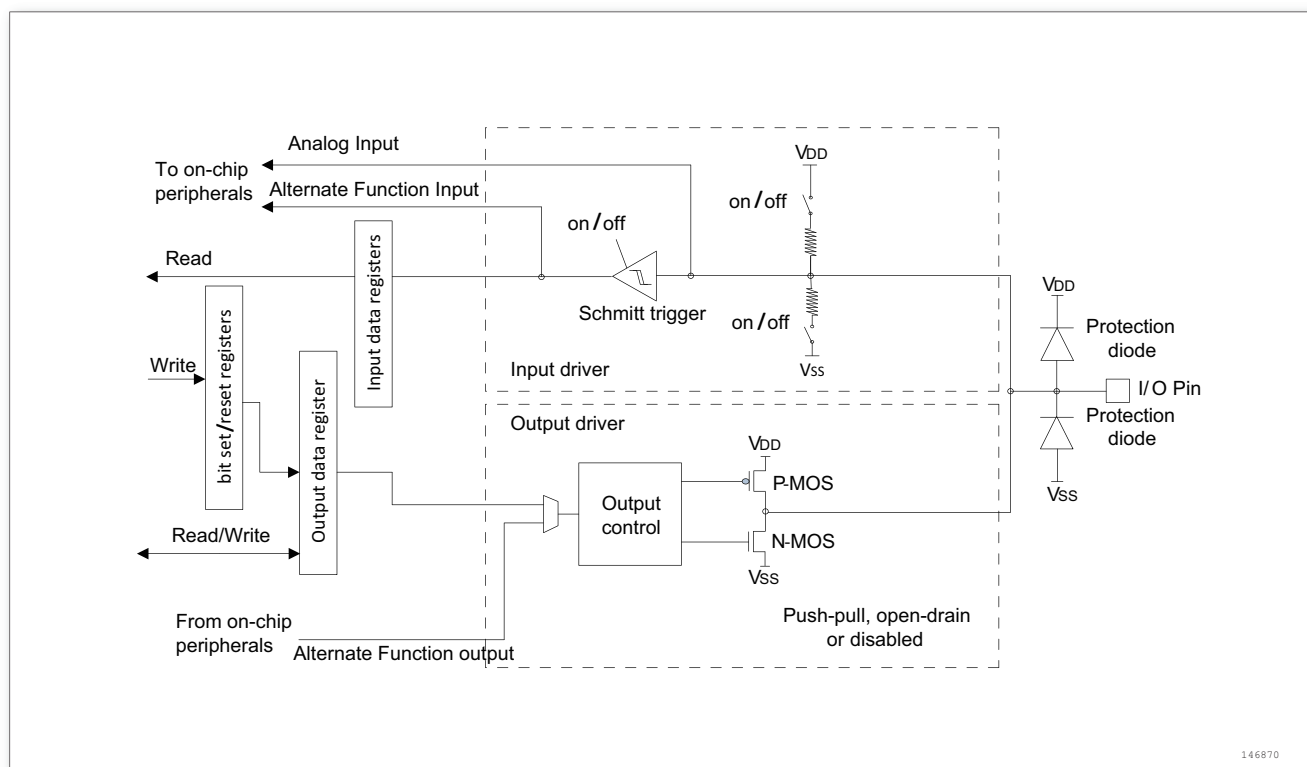 Analog Input
To on-chip
peripherals
Alternate Function Input
on/off
Read
Input data registers
Schmitt trigger
VDD
on/off
on/off
VSS
Input driver
VDD
Protection
diode
I/O Pin
Protection
diode
VSS
Write
bit set/reset registers
Output data register
Read/Write
Output driver
Output
control
VDD
P-MOS
N-MOS
VSS
Push-pull, open-drain
or disabled
From on-chip
peripherals
Alternate Function output
146870